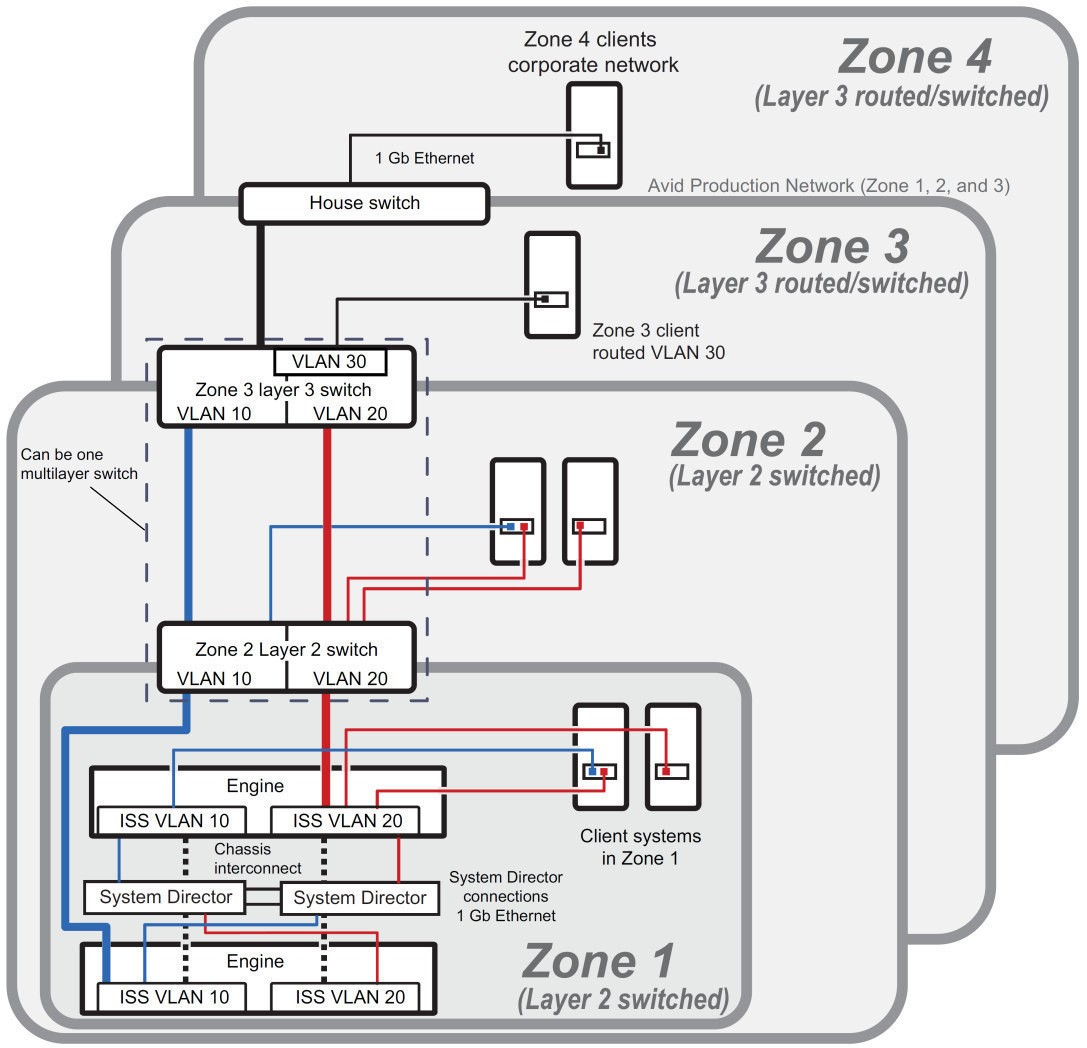 Zone 4 clients
corporate network
Zone 4
(Layer 3 routed/switched)
1 Gb Ethernet
Avid Production Network (Zone 1, 2, and 3)
House switch
Zone 3
(Layer 3 routed/switched)
Zone 3 client
routed VLAN 30
VLAN 30
Zone 3 layer 3 switch
VLAN 10
VLAN 20
Can be one
multilayer switch
Zone 2
(Layer 2 switched)
Zone 2 Layer 2 switch
VLAN 10
VLAN 20
Engine
ISS VLAN 10
ISS VLAN 20
Client systems
in Zone 1
Chassis
interconnect
System Director
System Director
System Director
connections
1 Gb Ethernet
Engine
ISS VLAN 10
ISS VLAN 20
Zone 1
(Layer 2 switched)